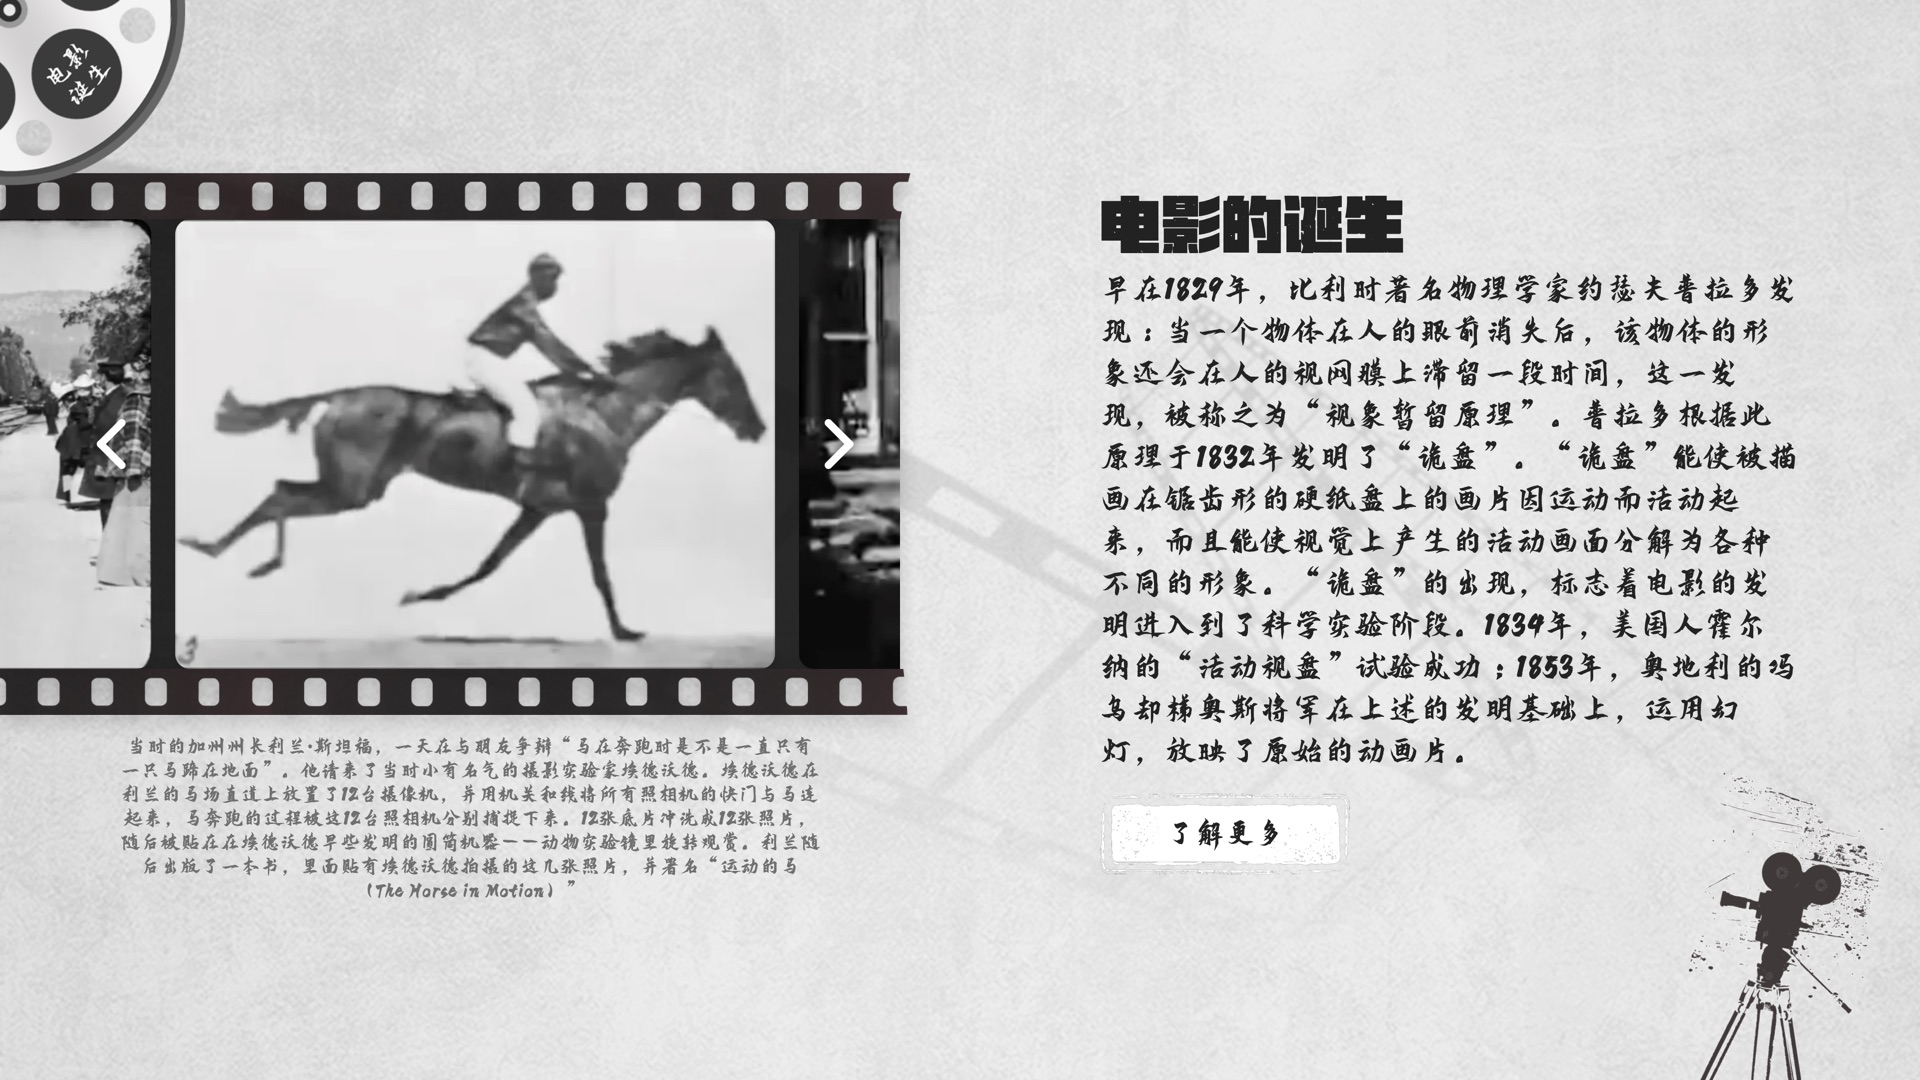 电影
诞生
电影的诞生
早在1829年，比利时著名物理学家约瑟夫普拉多发
现：当一个物体在人的眼前消失后，该物体的形
象还会在人的视网膜上滞留一段时间，这一发
现，被称之为“视象暂留原理”。普拉多根据此
原理于1832年发明了“诡盘”。“诡盘”能使被描
画在锯齿形的硬纸盘上的画片因运动而活动起
来，而且能使视觉上产生的活动画面分解为各种
不同的形象。“诡盘”的出现，标志着电影的发
明进入到了科学实验阶段。1834年，美国人霍尔
纳的“活动视盘”试验成功；1853年，奥地利的冯
乌却梯奥斯将军在上述的发明基础上，运用幻
灯，放映了原始的动画片。
了解更多
3
当时的加州州长利兰·斯坦福，一天在与朋友争辩“马在奔跑时是不是一直只有
一只马蹄在地面”。他请来了当时小有名气的摄影实验家埃德沃德。埃德沃德在
利兰的马场直道上放置了12台摄像机，并用机关和线将所有照相机的快门与马连
起来，马奔跑的过程被这12台照相机分别捕捉下来。12张底片冲洗成12张照片，
随后被贴在在埃德沃德早些发明的圆筒机器——动物实验镜里旋转观赏。利兰随
后出版了一本书，里面贴有埃德沃德拍摄的这几张照片，并署名“运动的马
(The Horse in Motion)”